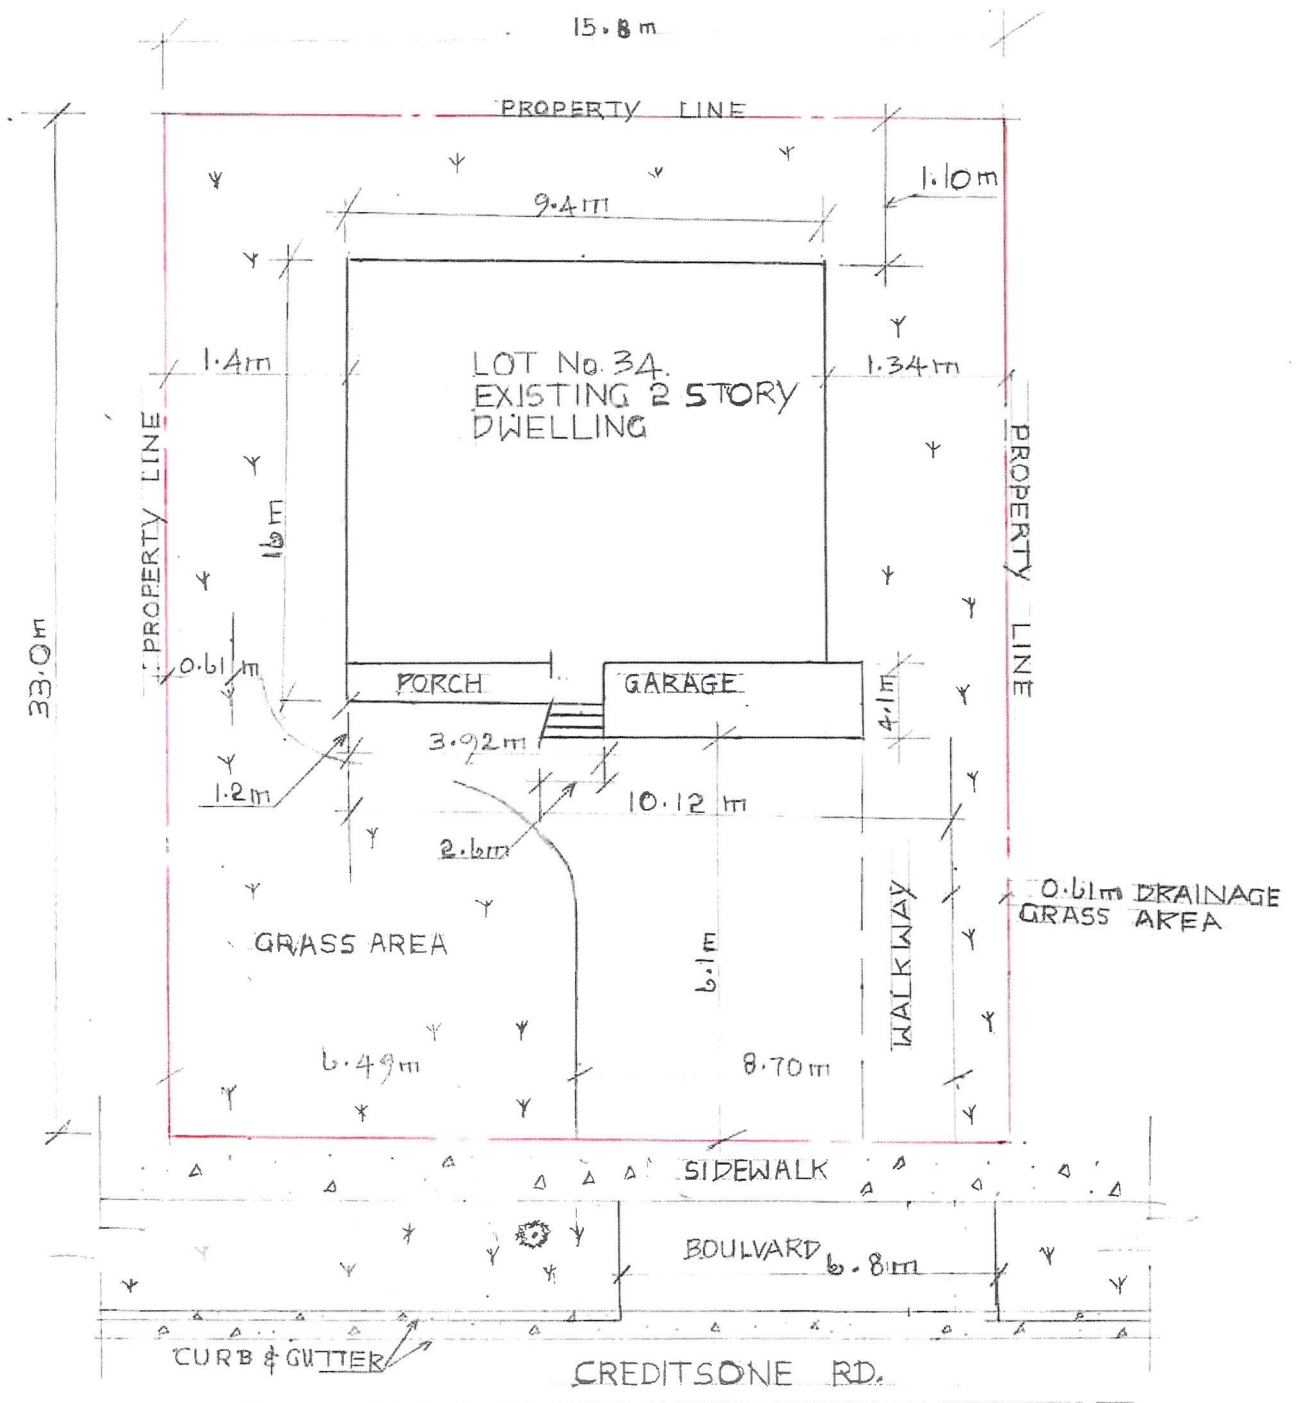 15.8m
PROPERTY LINE
1.10m
9.4m
1.4m
LOT No. 34.
EXISTING 2 STORY
DWELLING
1.34m
PROPERTY LINE
PROPERTY LINE
16m
33.0m
0.61m
PORCH
GARAGE
4.1m
3.92m
1.2m
10.12 m
2.6m
0.61m DRAINAGE
GRASS AREA
WALKWAY
GRASS AREA
6.1m
6.49m
8.70m
SIDEWALK
BOULVARD
6.81m
CURB & GUTTER
CREDITSONE RD.